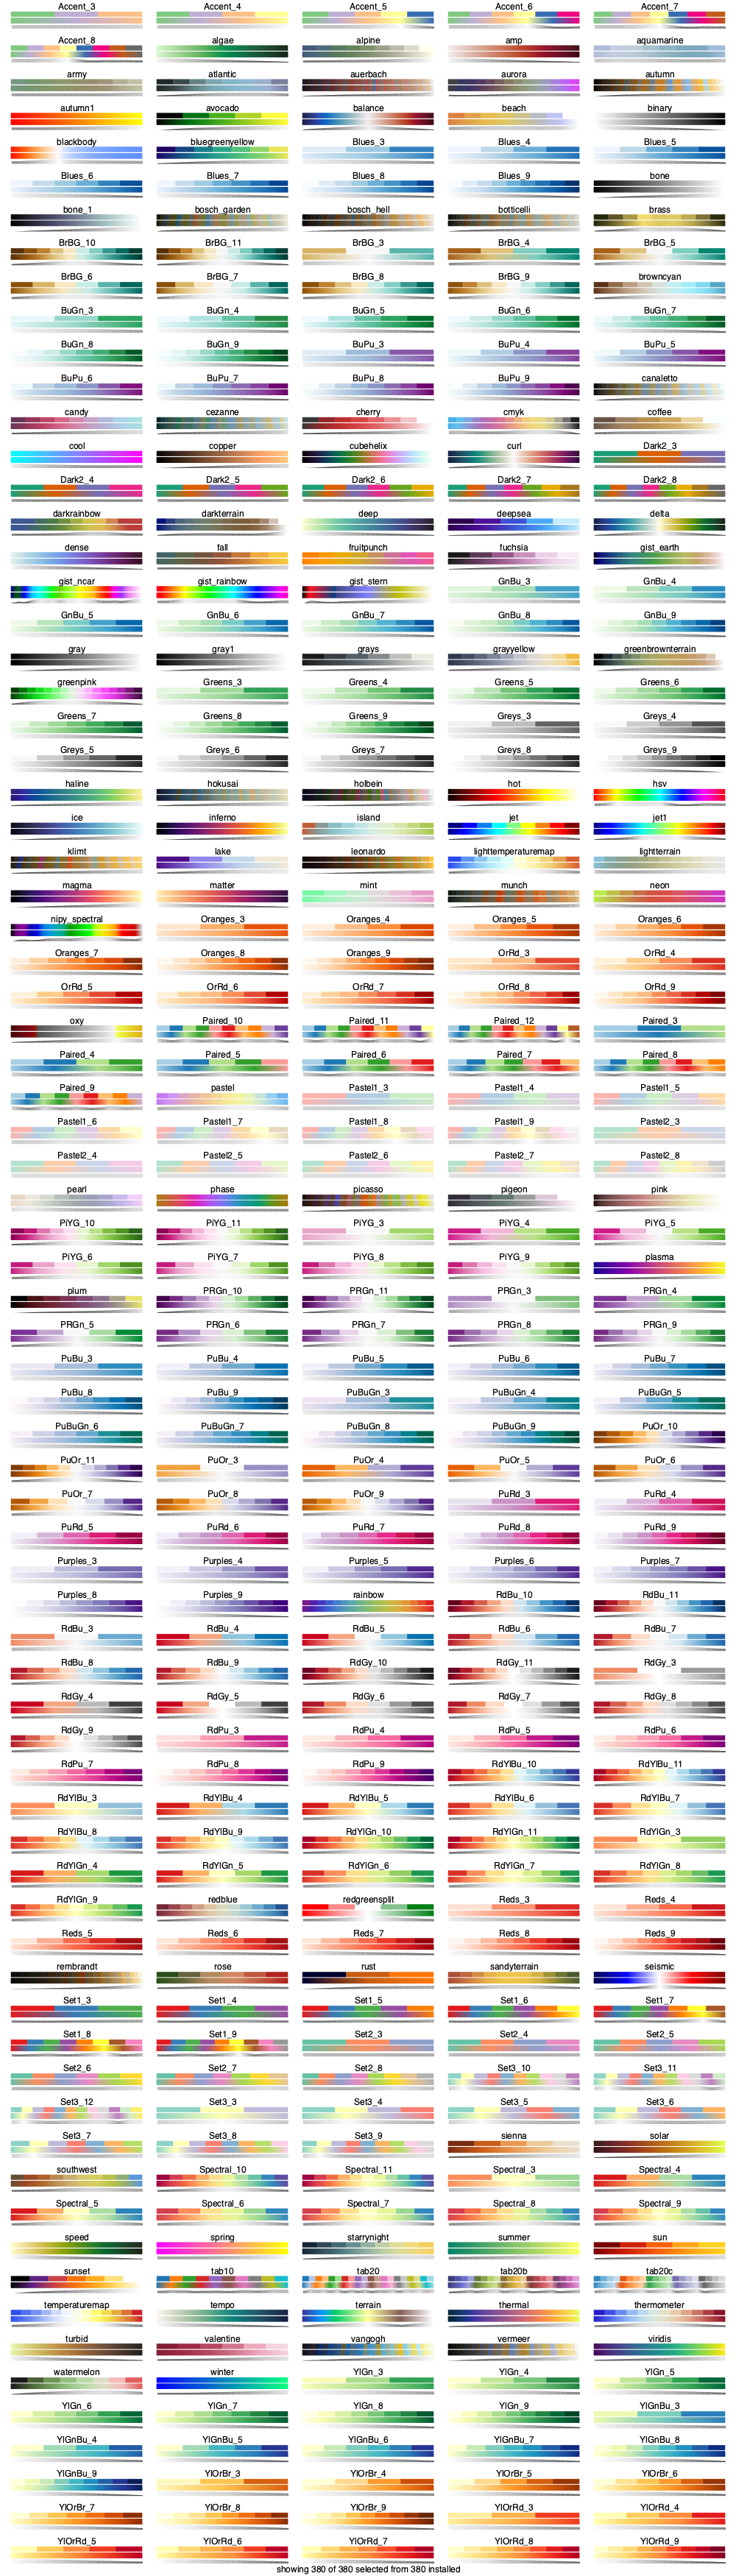 Accent_3 Accent_4 Accent_5 Accent_6 Accent_7
Accent_8 algae alpine amp aquamarine
army atlantic auerbach aurora autumn
autumn1 avocado balance beach binary
blackbody bluegreenyellow Blues_3 Blues_4 Blues_5
Blues_6 Blues_7 Blues_8 Blues_9 bone
bone_1 bosch_garden bosch_hell botticelli brass
BrBG_10 BrBG_11 BrBG_3 BrBG_4 BrBG_5
BrBG_6 BrBG_7 BrBG_8 BrBG_9 browncyan
BuGn_3 BuGn_4 BuGn_5 BuGn_6 BuGn_7
BuGn_8 BuGn_9 BuPu_3 BuPu_4 BuPu_5
BuPu_6 BuPu_7 BuPu_8 BuPu_9 canaletto
candy cezanne cherry cmyk coffee
cool copper cubehelix curl Dark2_3
Dark2_4 Dark2_5 Dark2_6 Dark2_7 Dark2_8
darkrainbow darkterrain deep deepsea delta
dense fall fruitpunch fuchsia gist_earth
gist_ncar gist_rainbow gist_stern GnBu_3 GnBu_4
GnBu_5 GnBu_6 GnBu_7 GnBu_8 GnBu_9
gray gray1 grays grayyellow greenbrownterrain
greenpink Greens_3 Greens_4 Greens_5 Greens_6
Greens_7 Greens_8 Greens_9 Greys_3 Greys_4
Greys_5 Greys_6 Greys_7 Greys_8 Greys_9
haline hokusai holbein hot hsv
ice inferno island jet jet1
klimt lake leonardo lighttemperaturemap lightterrain
magma matter mint munch neon
nipy_spectral Oranges_3 Oranges_4 Oranges_5 Oranges_6
Oranges_7 Oranges_8 Oranges_9 OrRd_3 OrRd_4
OrRd_5 OrRd_6 OrRd_7 OrRd_8 OrRd_9
oxy Paired_10 Paired_11 Paired_12 Paired_3
Paired_4 Paired_5 Paired_6 Paired_7 Paired_8
Paired_9 pastel Pastel1_3 Pastel1_4 Pastel1_5
Pastel1_6 Pastel1_7 Pastel1_8 Pastel1_9 Pastel2_3
Pastel2_4 Pastel2_5 Pastel2_6 Pastel2_7 Pastel2_8
pearl phase picasso pigeon pink
PiYG_10 PiYG_11 PiYG_3 PiYG_4 PiYG_5
PiYG_6 PiYG_7 PiYG_8 PiYG_9 plasma
plum PRGn_10 PRGn_11 PRGn_3 PRGn_4
PRGn_5 PRGn_6 PRGn_7 PRGn_8 PRGn_9
PuBu_3 PuBu_4 PuBu_5 PuBu_6 PuBu_7
PuBu_8 PuBu_9 PuBuGn_3 PuBuGn_4 PuBuGn_5
PuBuGn_6 PuBuGn_7 PuBuGn_8 PuBuGn_9 PuOr_10
PuOr_11 PuOr_3 PuOr_4 PuOr_5 PuOr_6
PuOr_7 PuOr_8 PuOr_9 PuRd_3 PuRd_4
PuRd_5 PuRd_6 PuRd_7 PuRd_8 PuRd_9
Purples_3 Purples_4 Purples_5 Purples_6 Purples_7
Purples_8 Purples_9 rainbow RdBu_10 RdBu_11
RdBu_3 RdBu_4 RdBu_5 RdBu_6 RdBu_7
RdBu_8 RdBu_9 RdGy_10 RdGy_11 RdGy_3
RdGy_4 RdGy_5 RdGy_6 RdGy_7 RdGy_8
RdGy_9 RdPu_3 RdPu_4 RdPu_5 RdPu_6
RdPu_7 RdPu_8 RdPu_9 RdYlBu_10 RdYlBu_11
RdYlBu_3 RdYlBu_4 RdYlBu_5 RdYlBu_6 RdYlBu_7
RdYlBu_8 RdYlBu_9 RdYlGn_10 RdYlGn_11 RdYlGn_3
RdYlGn_4 RdYlGn_5 RdYlGn_6 RdYlGn_7 RdYlGn_8
RdYlGn_9 redblue redgreensplit Reds_3 Reds_4
Reds_5 Reds_6 Reds_7 Reds_8 Reds_9
rembrandt rose rust sandyterrain seismic
Set1_3 Set1_4 Set1_5 Set1_6 Set1_7
Set1_8 Set1_9 Set2_3 Set2_4 Set2_5
Set2_6 Set2_7 Set2_8 Set3_10 Set3_11
Set3_12 Set3_3 Set3_4 Set3_5 Set3_6
Set3_7 Set3_8 Set3_9 sienna solar
southwest Spectral_10 Spectral_11 Spectral_3 Spectral_4
Spectral_5 Spectral_6 Spectral_7 Spectral_8 Spectral_9
speed spring starrynight summer sun
sunset tab10 tab20 tab20b tab20c
temperaturemap tempo terrain thermal thermometer
turbid valentine vangogh vermeer viridis
watermelon winter YlGn_3 YlGn_4 YlGn_5
YlGn_6 YlGn_7 YlGn_8 YlGn_9 YlGnBu_3
YlGnBu_4 YlGnBu_5 YlGnBu_6 YlGnBu_7 YlGnBu_8
YlGnBu_9 YlOrBr_3 YlOrBr_4 YlOrBr_5 YlOrBr_6
YlOrBr_7 YlOrBr_8 YlOrBr_9 YlOrRd_3 YlOrRd_4
YlOrRd_5 YlOrRd_6 YlOrRd_7 YlOrRd_8 YlOrRd_9
showing 380 of 380 selected from 380 installed